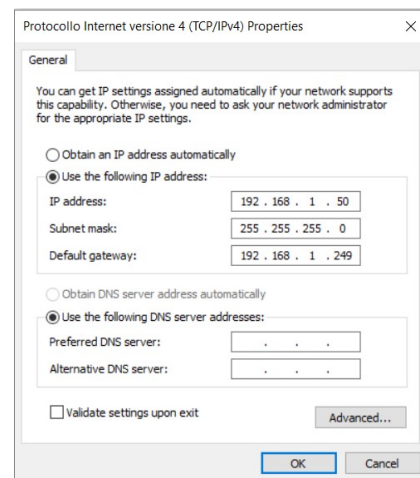 Protocollo Internet versione 4 (TCP/IPv4) Properties
General
You can get IP settings assigned automatically if your network supports
this capability. Otherwise, you need to ask your network administrator
for the appropriate IP settings.
Obtain an IP address automatically
Use the following IP address:
IP address: 192 . 168 . 1 . 50
Subnet mask: 255 . 255 . 255 . 0
Default gateway: 192 . 168 . 1 . 249
Obtain DNS server address automatically
Use the following DNS server addresses:
Preferred DNS server: . . .
Alternative DNS server: . . .
Validate settings upon exit
Advanced...
OK Cancel